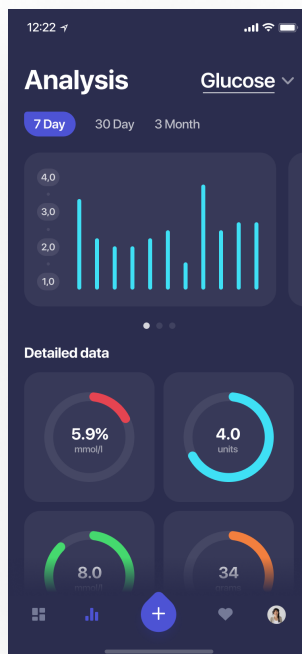 12:22
Analysis
Glucose
7 Day
30 Day
3 Month
4,0
3,0
2,0
1,0
Detailed data
5.9%
mmol/l
4.0
units
8.0
mmol/l
34